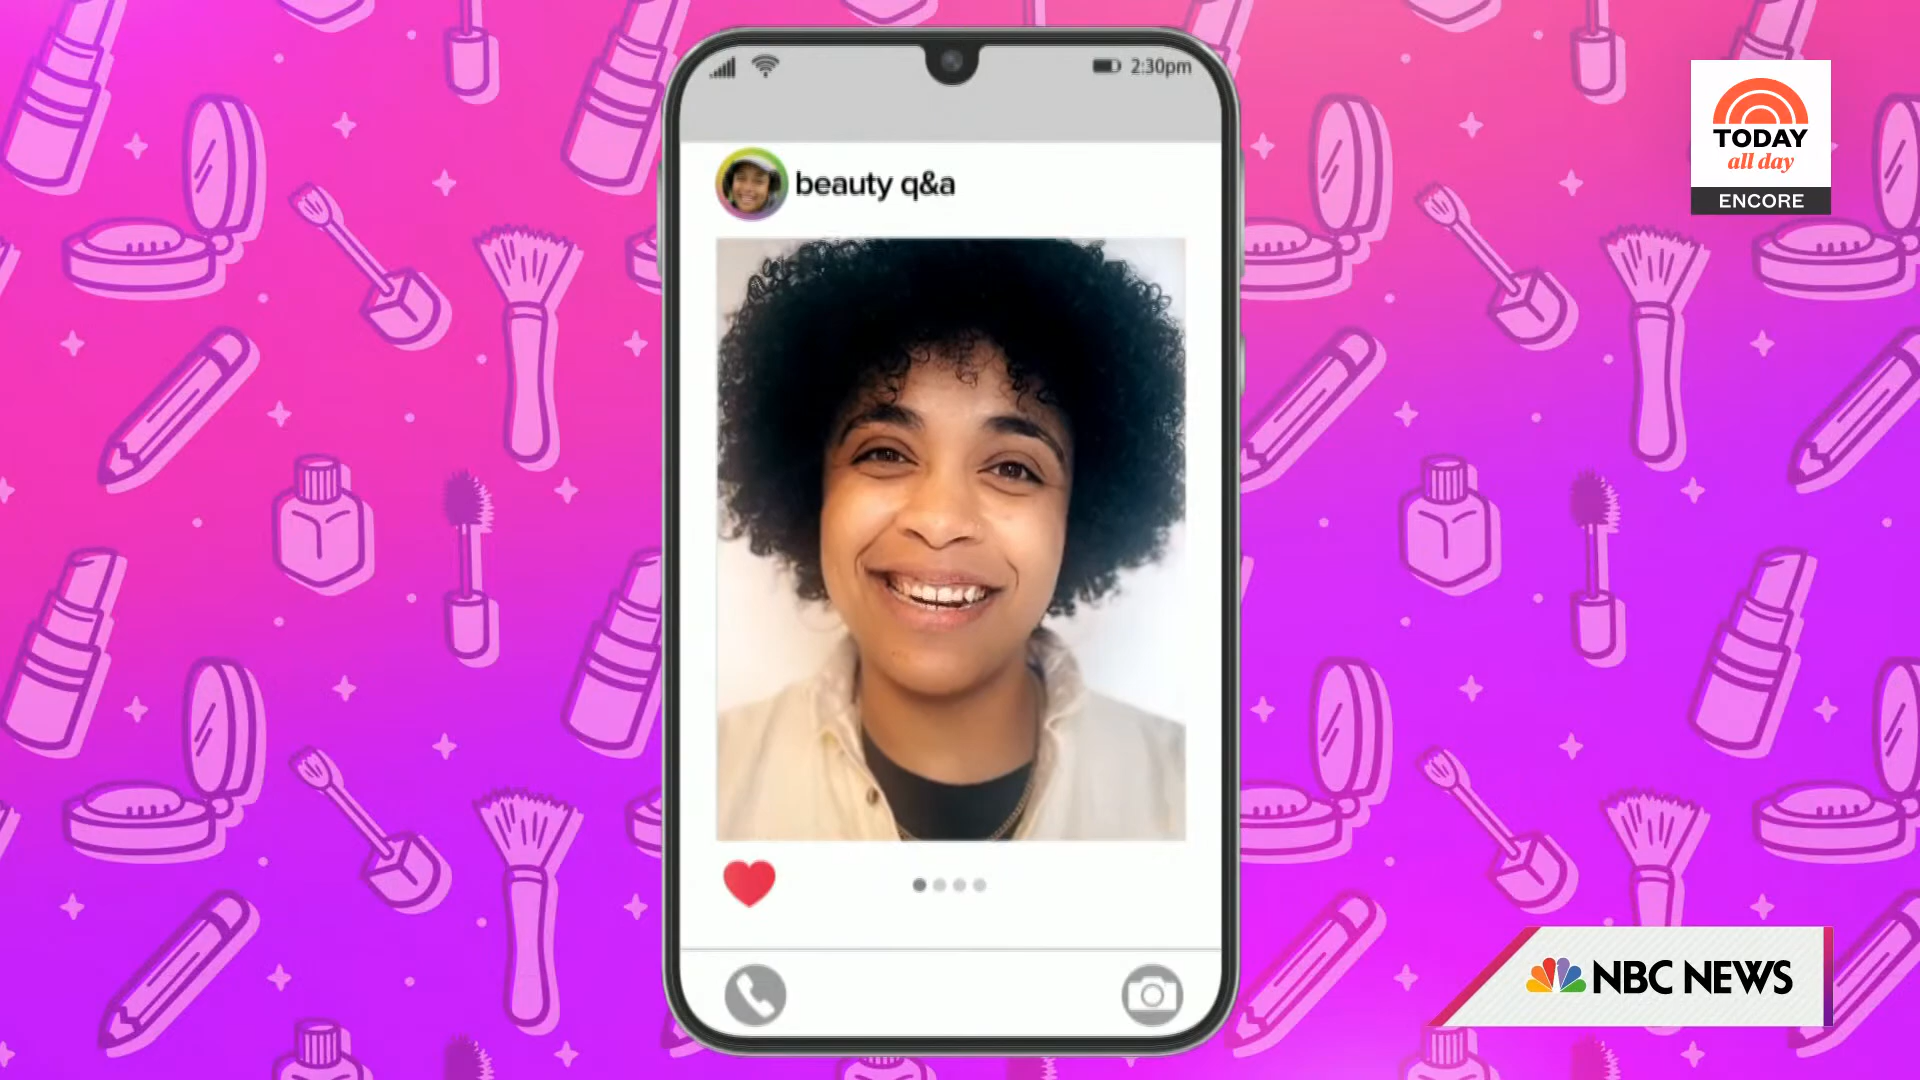 2:30pm
beauty q&a
TODAY
all day
ENCORE
NBC NEWS